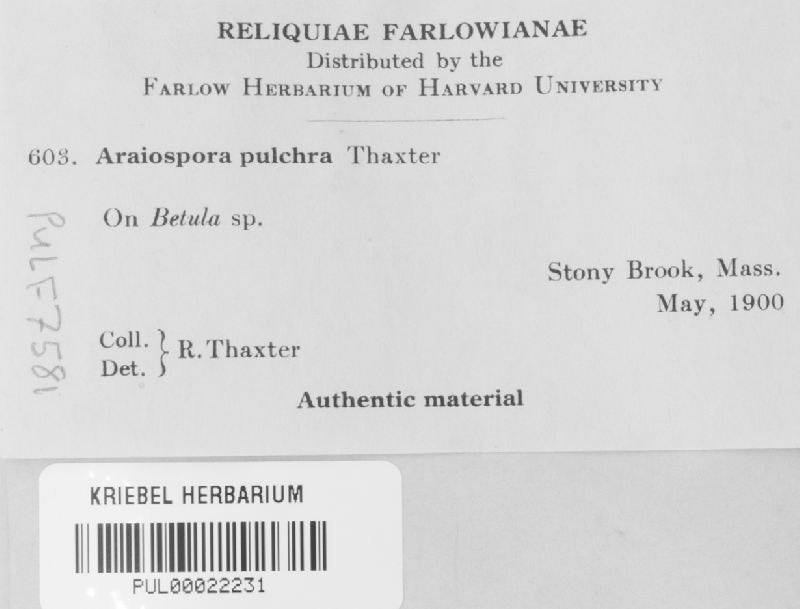 RELIQUIAE FARLOWIANAE
Distributed by the
FARLOW HERBARIUM OF HARVARD UNIVERSITY
603. Araiospora pulchra Thaxter
On Betula sp.
Stony Brook, Mass.
May, 1900
Coll.
Det. } R. Thaxter
Authentic material
PUL F7581
KRIEBEL HERBARIUM
PUL00022231